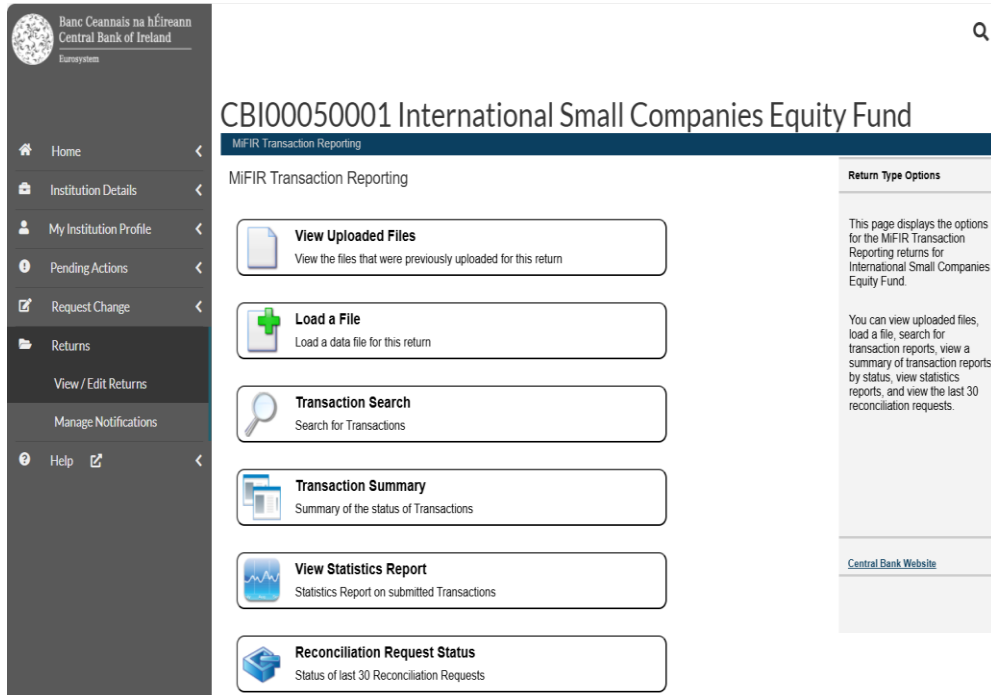 Banc Ceannais na hÉireann
Central Bank of Ireland
Eurosystem
CBI00050001 International Small Companies Equity Fund
MiFIR Transaction Reporting
Home
Institution Details
My Institution Profile
Pending Actions
Request Change
Returns
View / Edit Returns
Manage Notifications
Help
MiFIR Transaction Reporting
View Uploaded Files
View the files that were previously uploaded for this return
Load a File
Load a data file for this return
Transaction Search
Search for Transactions
Transaction Summary
Summary of the status of Transactions
View Statistics Report
Statistics Report on submitted Transactions
Reconciliation Request Status
Status of last 30 Reconciliation Requests
Return Type Options
This page displays the options
for the MiFIR Transaction
Reporting returns for
International Small Companies
Equity Fund.
You can view uploaded files,
load a file, search for
transaction reports, view a
summary of transaction reports
by status, view statistics
reports, and view the last 30
reconciliation requests.
Central Bank Website